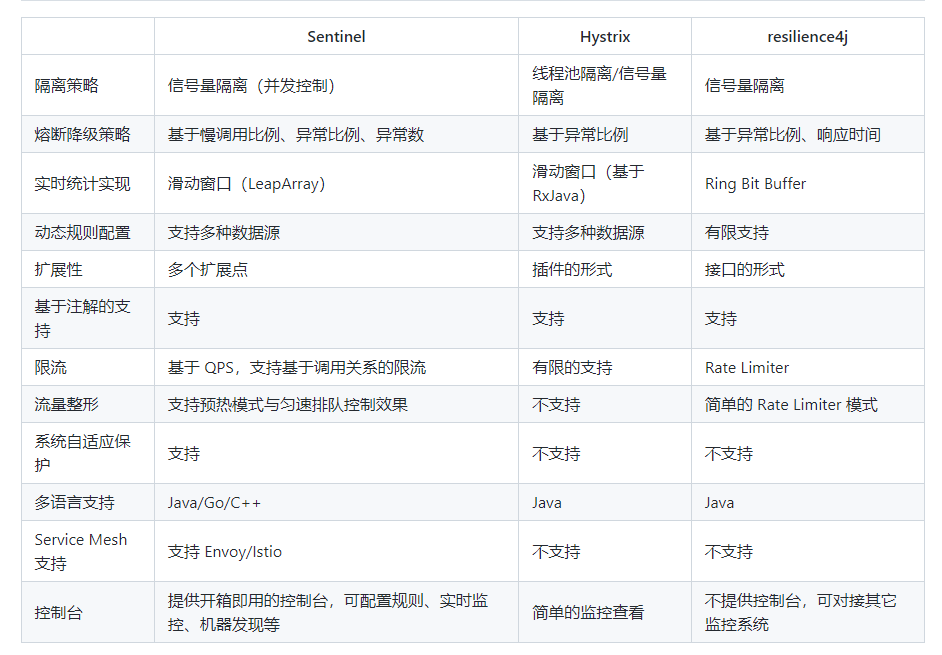 Sentinel Hystrix resilience4j
隔离策略 信号量隔离（并发控制） 线程池隔离/信号量
隔离 信号量隔离
熔断降级策略 基于慢调用比例、异常比例、异常数 基于异常比例 基于异常比例、响应时间
实时统计实现 滑动窗口（LeapArray） 滑动窗口（基于
RxJava） Ring Bit Buffer
动态规则配置 支持多种数据源 支持多种数据源 有限支持
扩展性 多个扩展点 插件的形式 接口的形式
基于注解的支
持 支持 支持 支持
限流 基于 QPS，支持基于调用关系的限流 有限的支持 Rate Limiter
流量整形 支持预热模式与匀速排队控制效果 不支持 简单的 Rate Limiter 模式
系统自适应保
护 支持 不支持 不支持
多语言支持 Java/Go/C++ Java Java
Service Mesh
支持 支持 Envoy/Istio 不支持 不支持
控制台 提供开箱即用的控制台，可配置规则、实时监
控、机器发现等 简单的监控查看 不提供控制台，可对接其它
监控系统